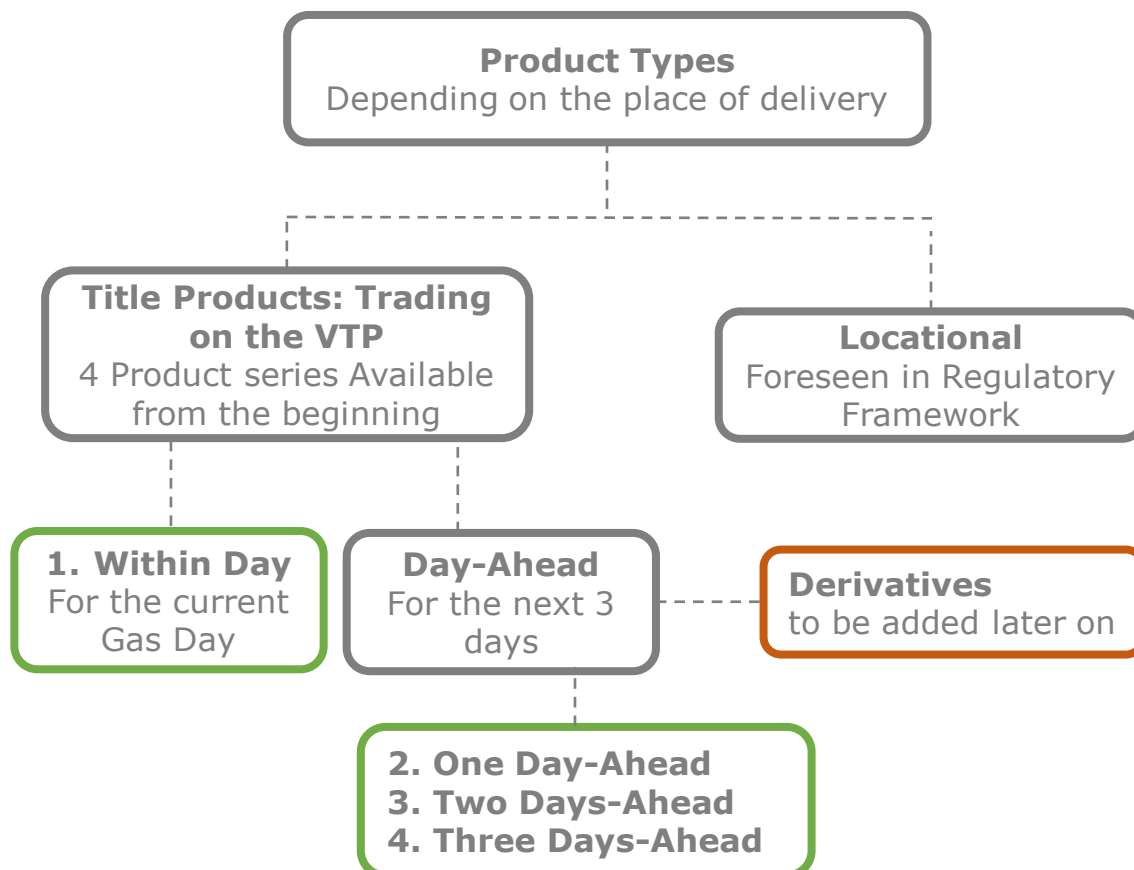 Product Types
Depending on the place of delivery
Title Products: Trading
on the VTP
4 Product series Available
from the beginning
Locational
Foreseen in Regulatory
Framework
1. Within Day
For the current
Gas Day
Day-Ahead
For the next 3
days
Derivatives
to be added later on
2. One Day-Ahead
3. Two Days-Ahead
4. Three Days-Ahead